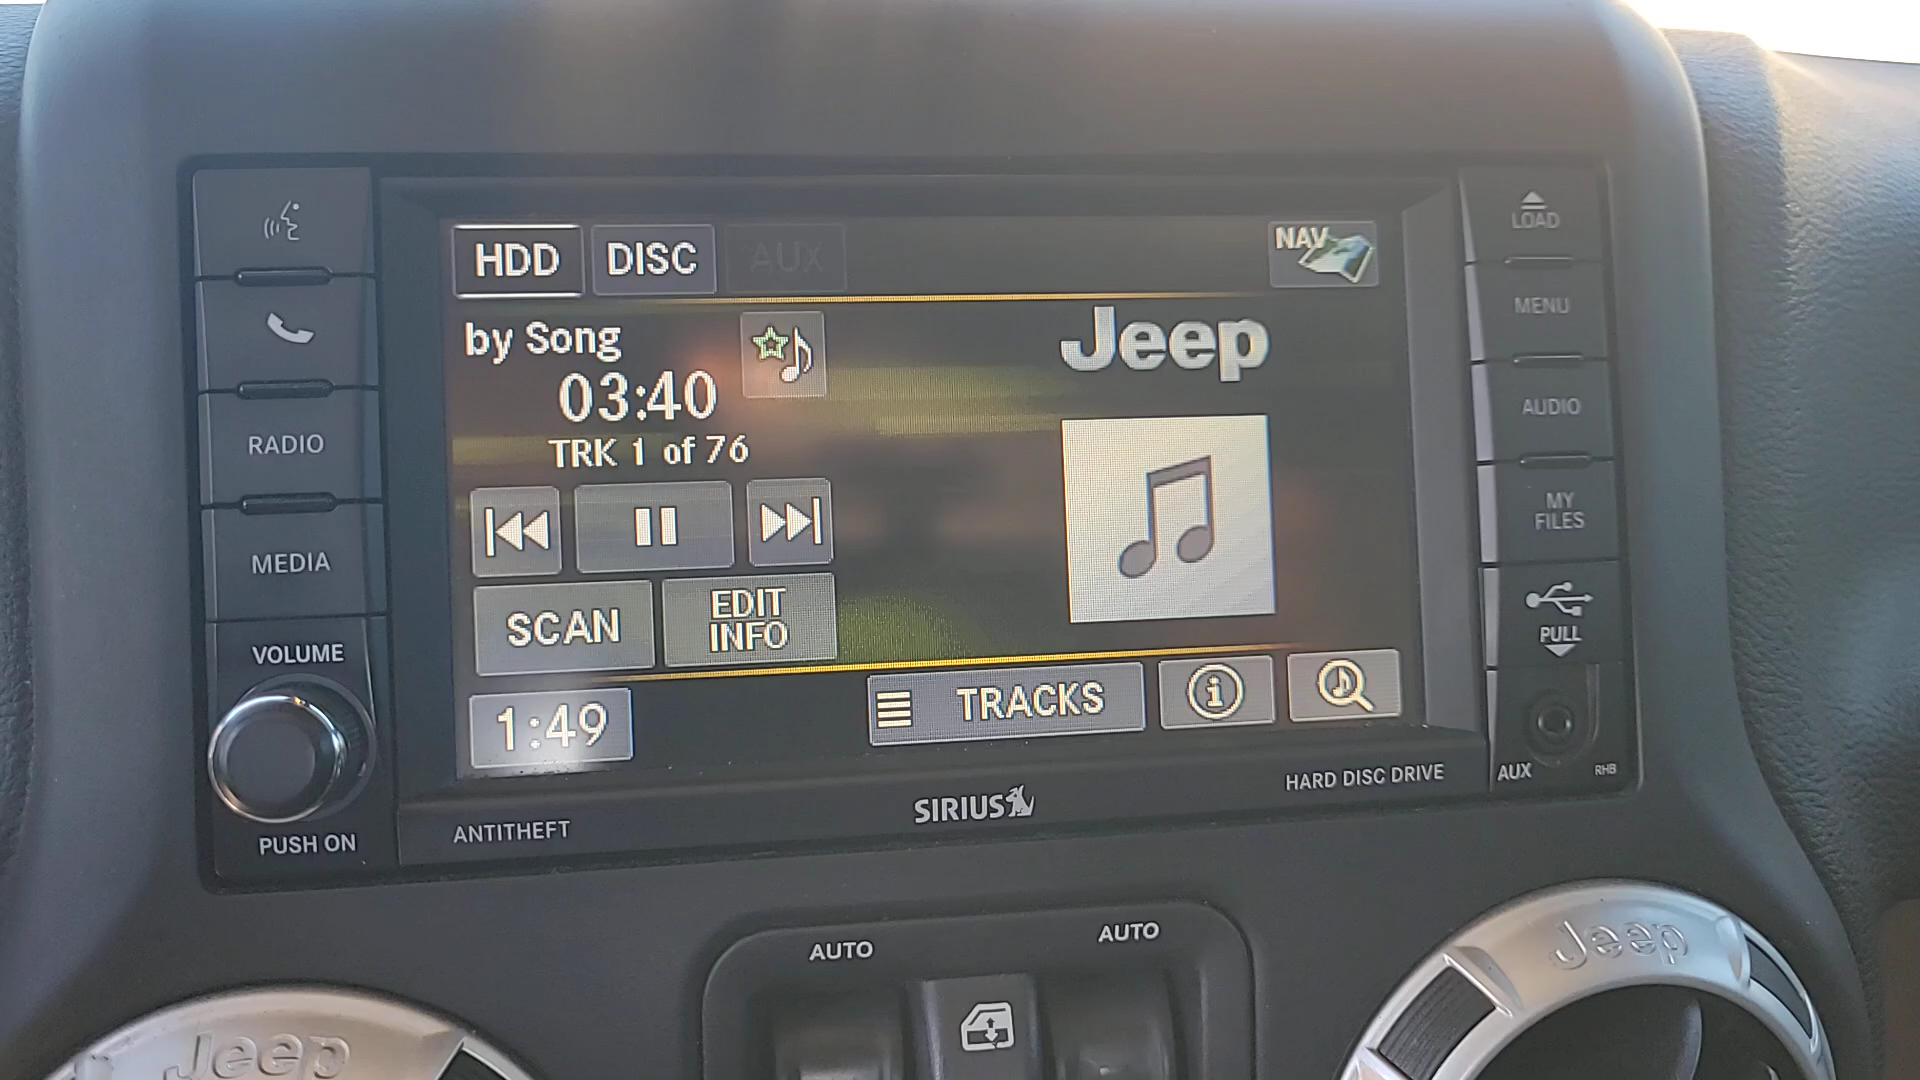 HDD
DISC
AUX
NAV
by Song
03:40
TRK 1 of 76
SCAN
EDIT
INFO
1:49
TRACKS
Jeep
RADIO
MEDIA
VOLUME
PUSH ON
LOAD
MENU
AUDIO
MY
FILES
PULL
AUX
RHB
ANTITHEFT
SIRIUS
HARD DISC DRIVE
AUTO
AUTO
Jeep
Jeep